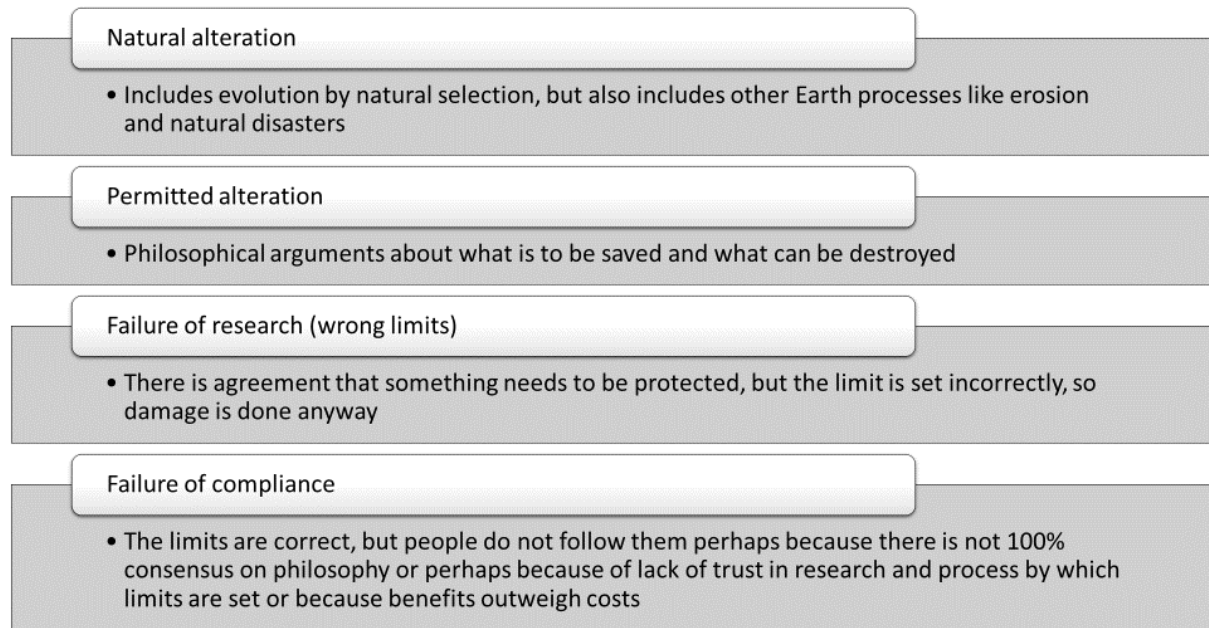 Natural alteration
• Includes evolution by natural selection, but also includes other Earth processes like erosion
and natural disasters
Permitted alteration
• Philosophical arguments about what is to be saved and what can be destroyed
Failure of research (wrong limits)
• There is agreement that something needs to be protected, but the limit is set incorrectly, so
damage is done anyway
Failure of compliance
• The limits are correct, but people do not follow them perhaps because there is not 100%
consensus on philosophy or perhaps because of lack of trust in research and process by which
limits are set or because benefits outweigh costs